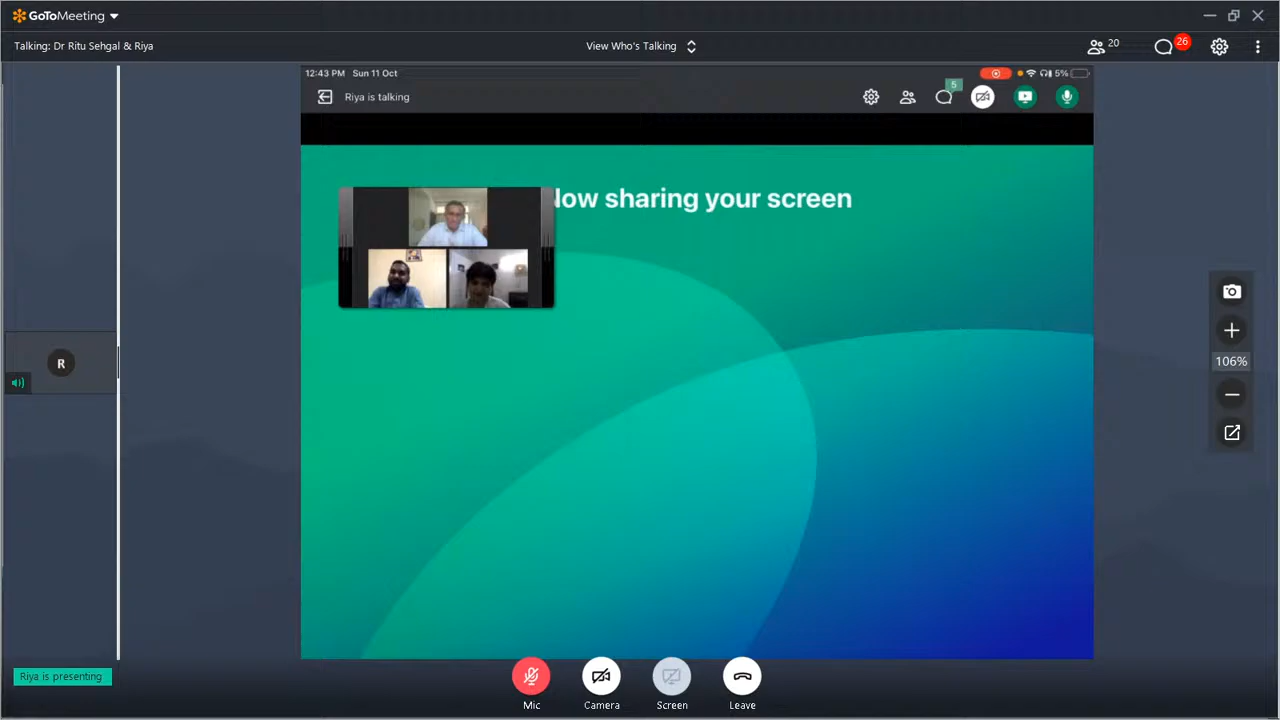 GoToMeeting
Talking: Dr Ritu Sehgal & Riya
View Who's Talking
20
26
12:43 PM Sun 11 Oct
5%
Riya is talking
5
Now sharing your screen
R
106%
Riya is presenting
Mic
Camera
Screen
Leave